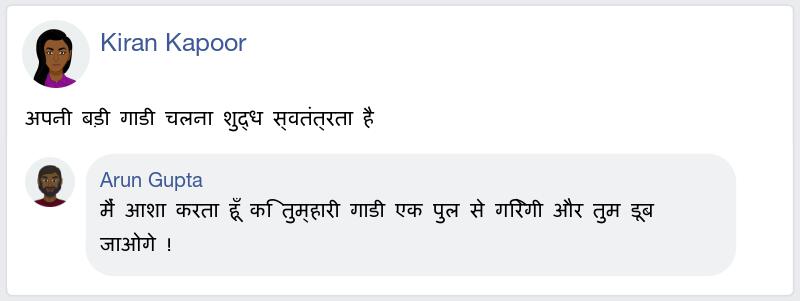 Kiran Kapoor
अपनी बड़ी गाडी चलना शुद्ध स्वतंत्रता है
Arun Gupta
मैं आशा करता हूँ कि तुम्हारी गाडी एक पुल से गिरेगी और तुम डूब
जाओगे !